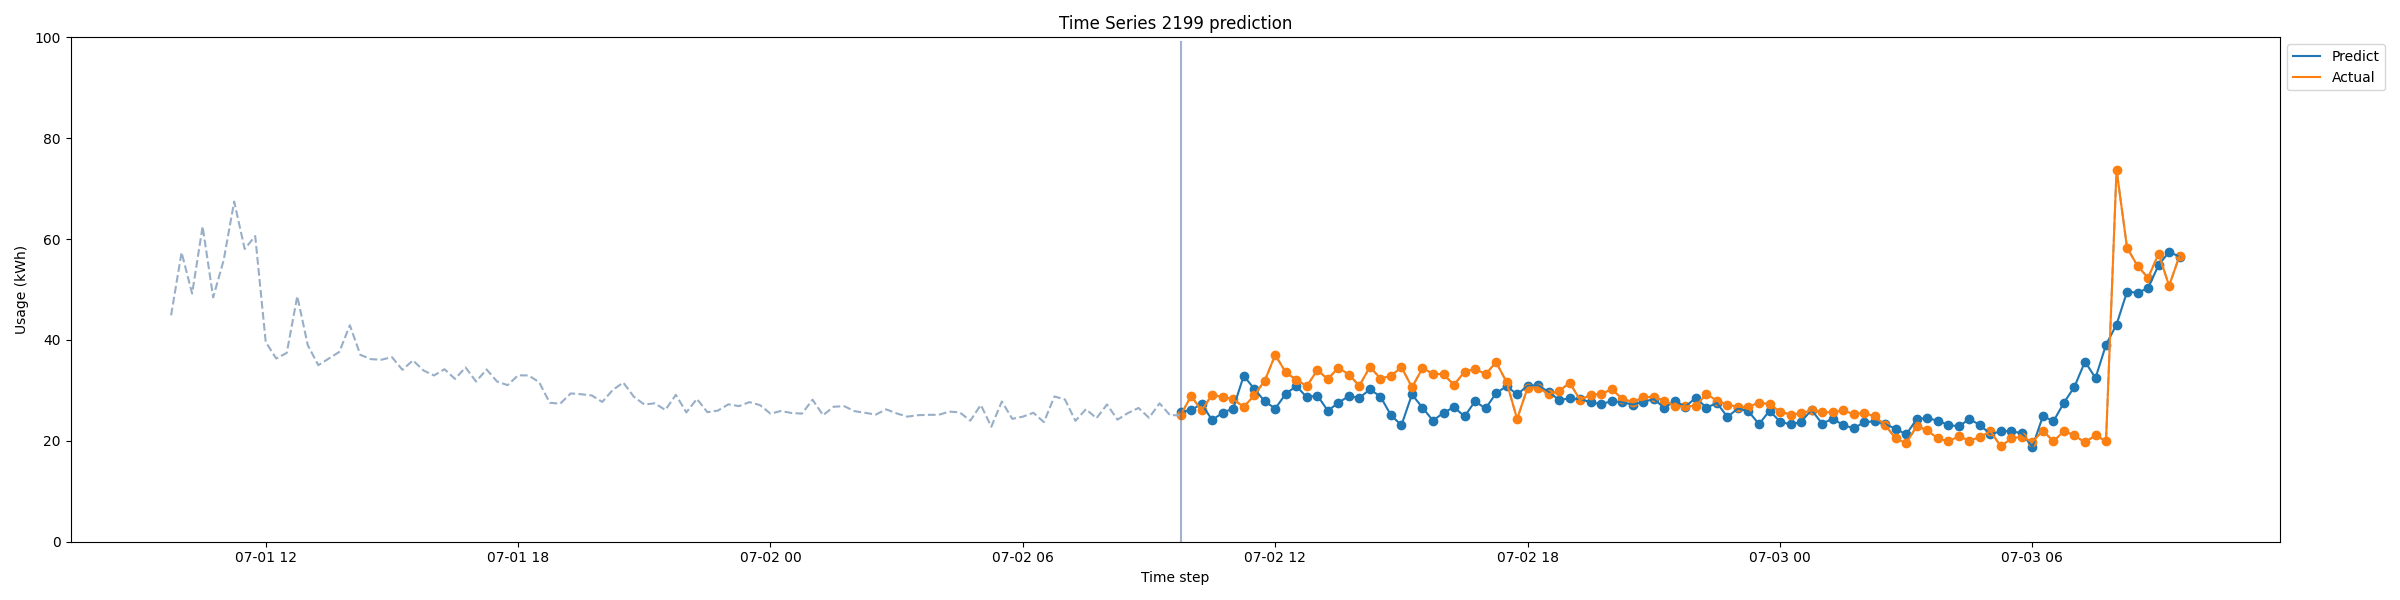 Time Series 2199 prediction
100
80
60
40
20
0
Usage (kWh)
07-01 12
07-01 18
07-02 00
07-02 06
07-02 12
07-02 18
07-03 00
07-03 06
Time step
Predict
Actual